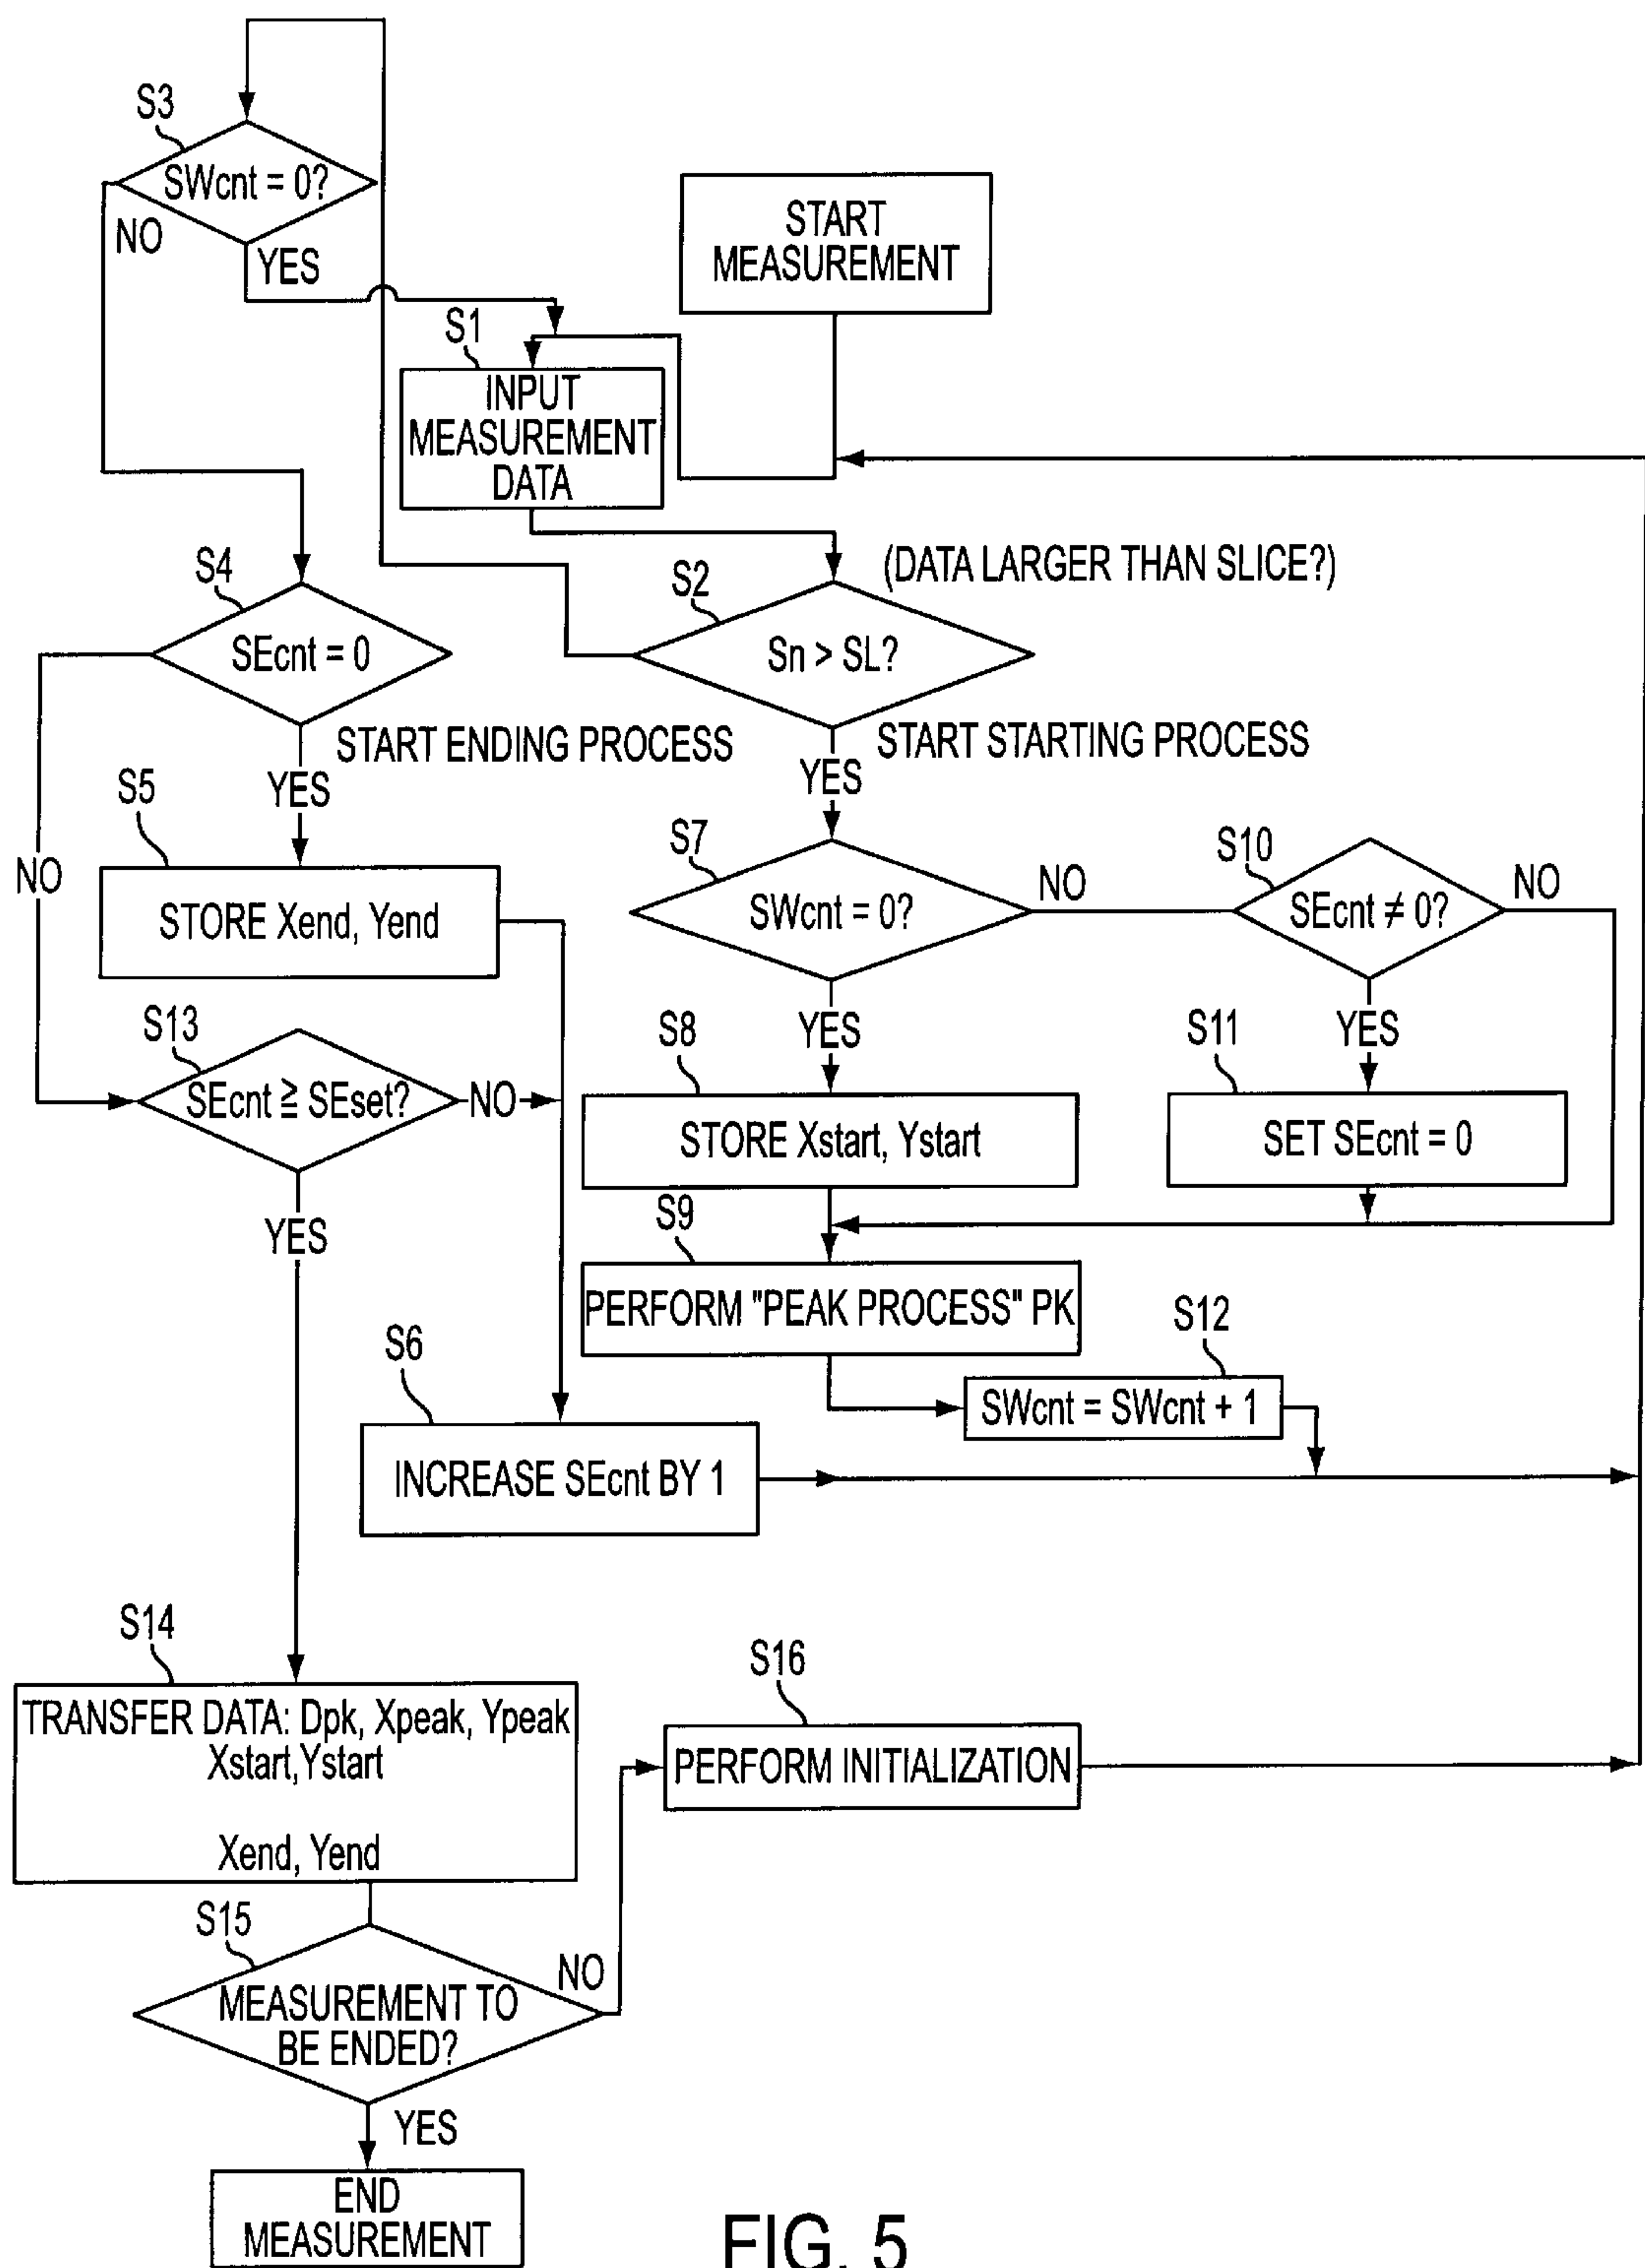 S3
SWcnt = 0?
NO
YES
START
MEASUREMENT
S1
INPUT
MEASUREMENT
DATA
(DATA LARGER THAN SLICE?)
S4
SEcnt = 0
S2
Sn > SL?
START ENDING PROCESS
YES
START STARTING PROCESS
YES
S5
STORE Xend, Yend
NO
S7
SWcnt = 0?
NO
S10
SEcnt ≠ 0?
NO
S13
SEcnt ≧ SEset?
NO
YES
YES
S8
STORE Xstart, Ystart
YES
S11
SET SEcnt = 0
S9
PERFORM "PEAK PROCESS" PK
S12
SWcnt = SWcnt + 1
S6
INCREASE SEcnt BY 1
S14
TRANSFER DATA: Dpk, Xpeak, Ypeak
Xstart,Ystart
Xend, Yend
S16
PERFORM INITIALIZATION
S15
MEASUREMENT TO
BE ENDED?
NO
YES
END
MEASUREMENT
FIG. 5